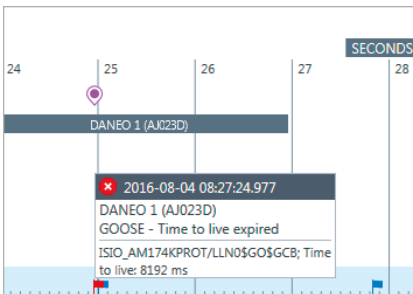 SECONDS
24 25 26 27 28
DANEO 1 (AJ023D)
2016-08-04 08:27:24.977
DANEO 1 (AJ023D)
GOOSE - Time to live expired
ISIO_AM174KPROT/LLN0$GO$GCB; Time
to live: 8192 ms